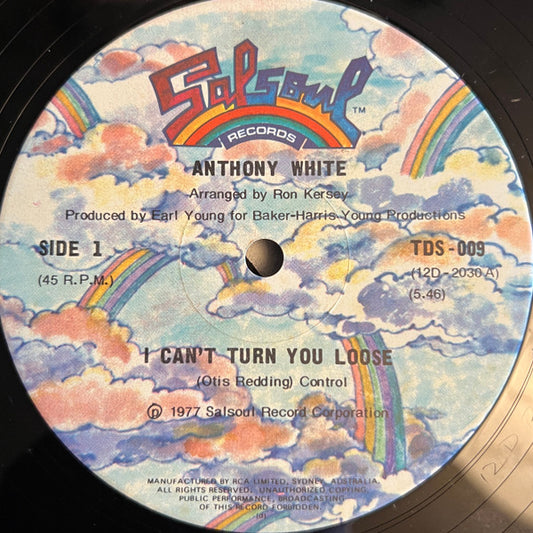 Salsoul TM
RECORDS
ANTHONY WHITE
Arranged by Ron Kersey
Produced by Earl Young for Baker-Harris Young Productions
SIDE 1
TDS-009
(45 R.P.M.)
(12D-2030 A)
(5.46)
I CAN'T TURN YOU LOOSE
(Otis Redding) Control
℗ 1977 Salsoul Record Corporation
MANUFACTURED BY RCA LIMITED, SYDNEY, AUSTRALIA.
ALL RIGHTS RESERVED. UNAUTHORIZED COPYING,
PUBLIC PERFORMANCE, BROADCASTING
OF THIS RECORD FORBIDDEN.